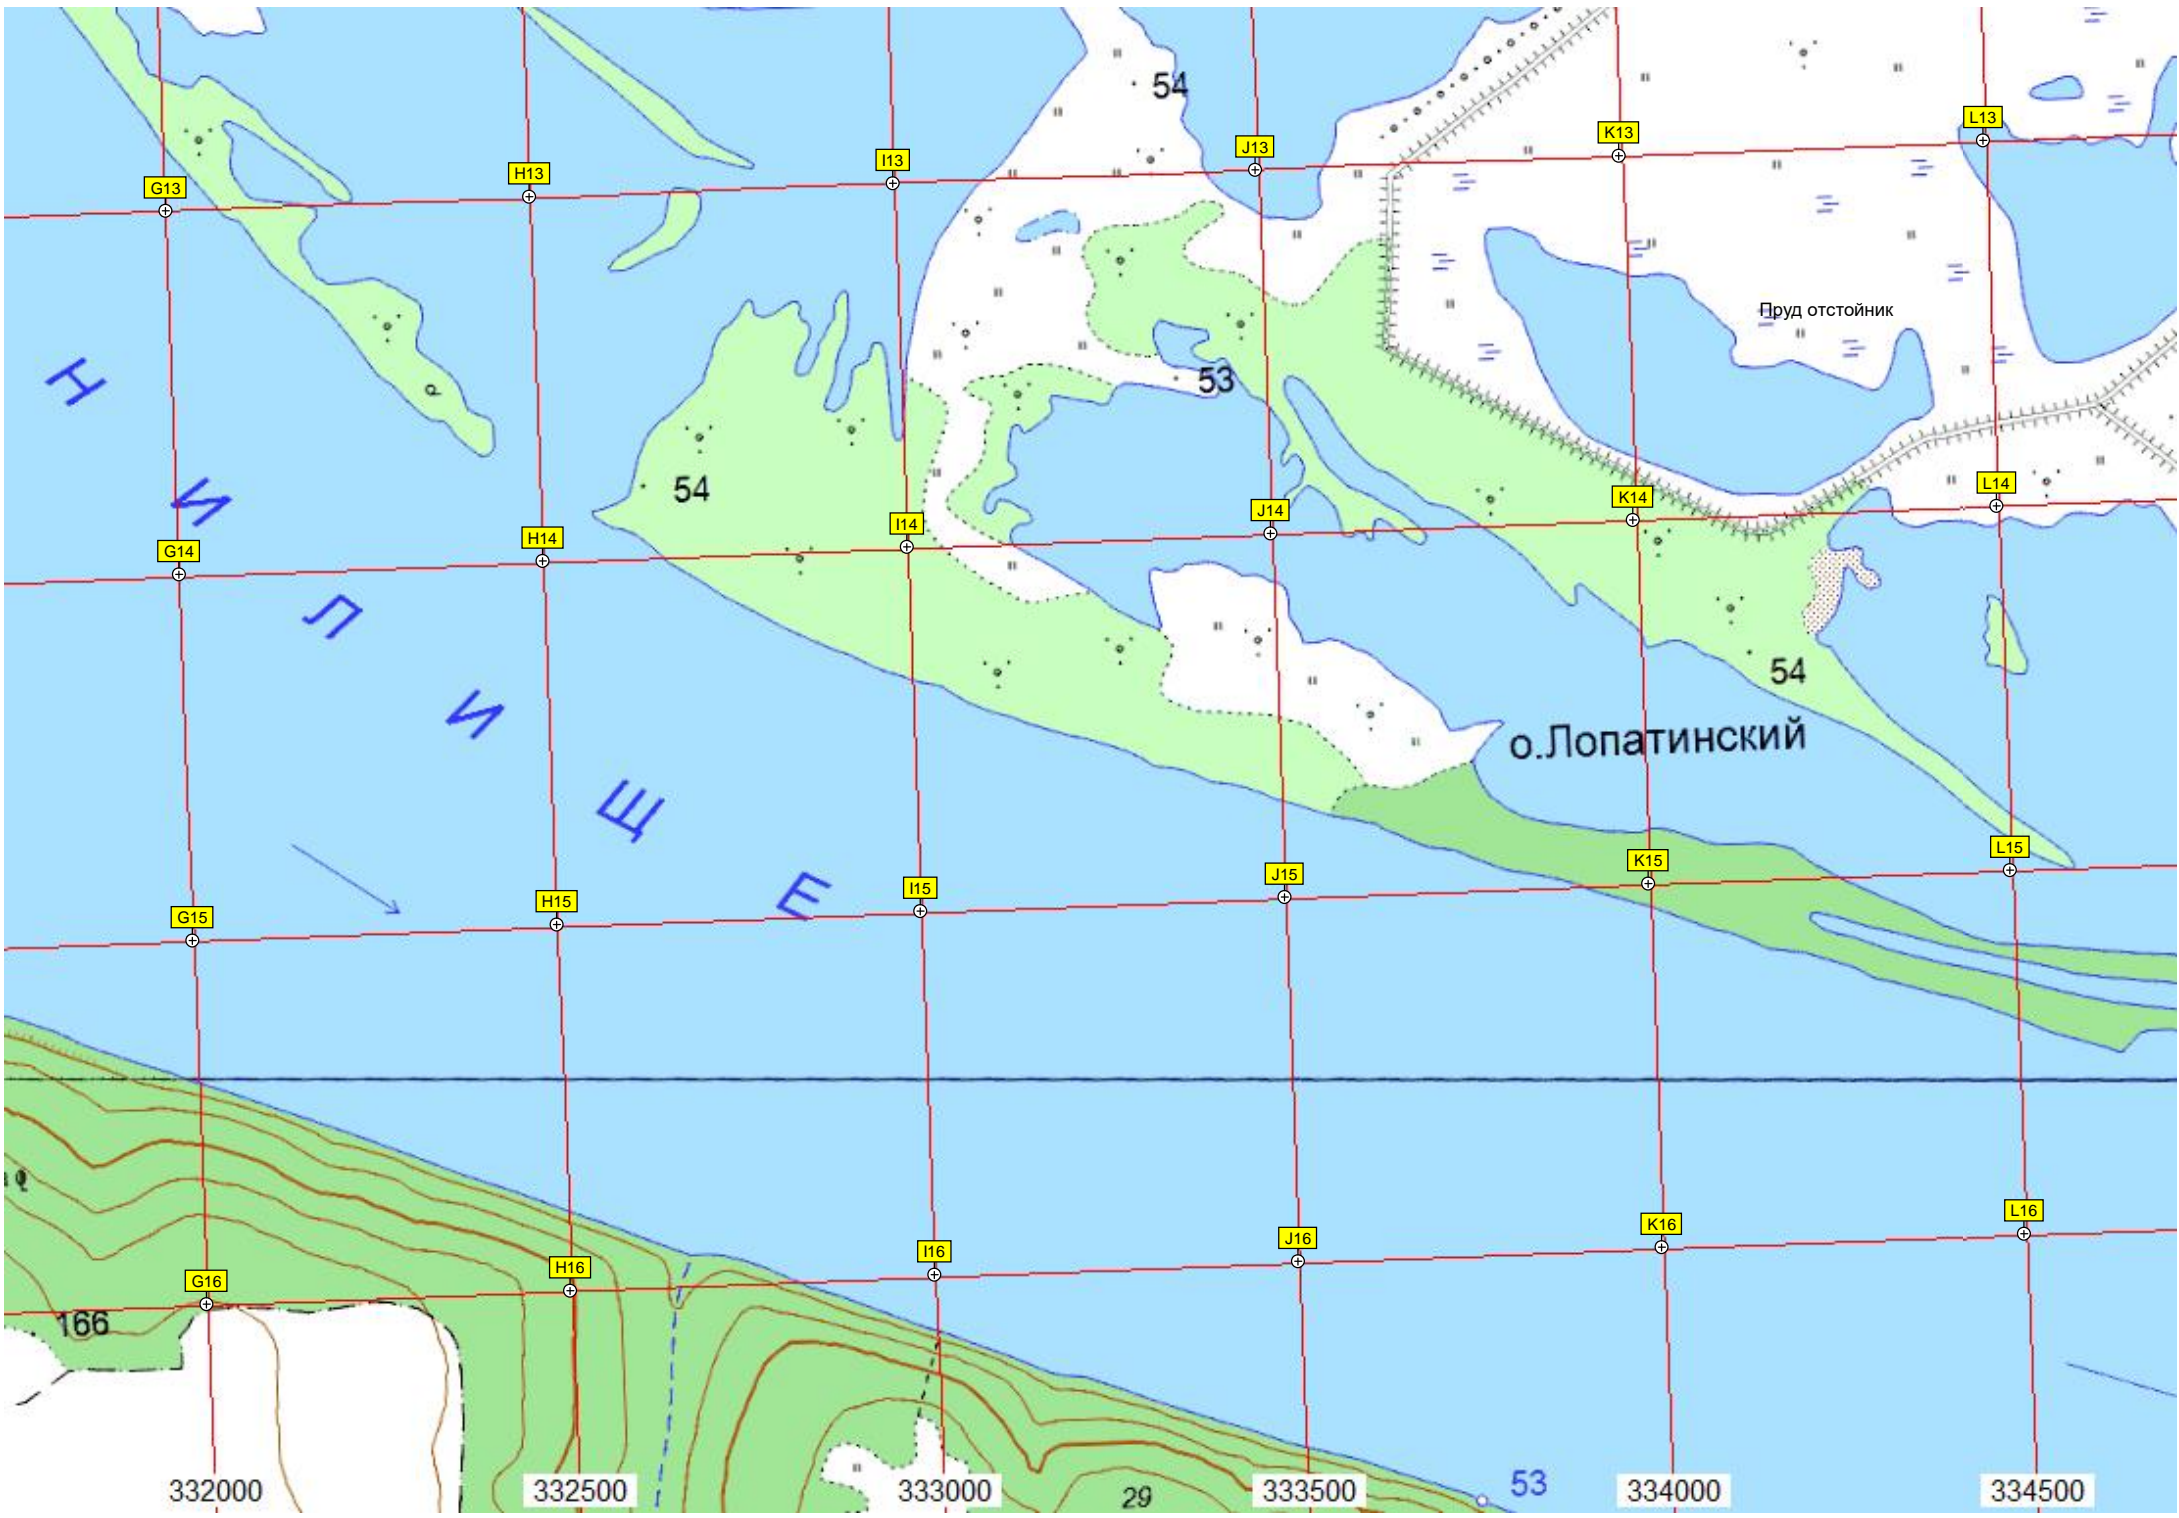 54
L13
K13
J13
I13
H13
G13
Пруд отстойник
Н
53
54
И
L14
K14
J14
I14
H14
G14
Л
54
И
о.Лопатинский
Щ
L15
K15
J15
I15
H15
G15
Е
L16
K16
J16
I16
H16
G16
166
53
29
332000 332500 333000 333500 334000 334500